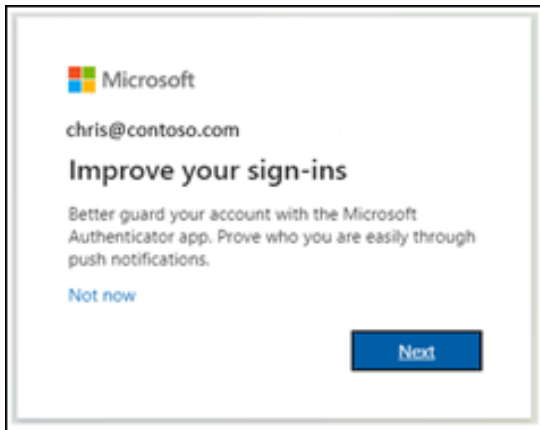 Microsoft
chris@contoso.com
Improve your sign-ins
Better guard your account with the Microsoft
Authenticator app. Prove who you are easily through
push notifications.
Not now
Next